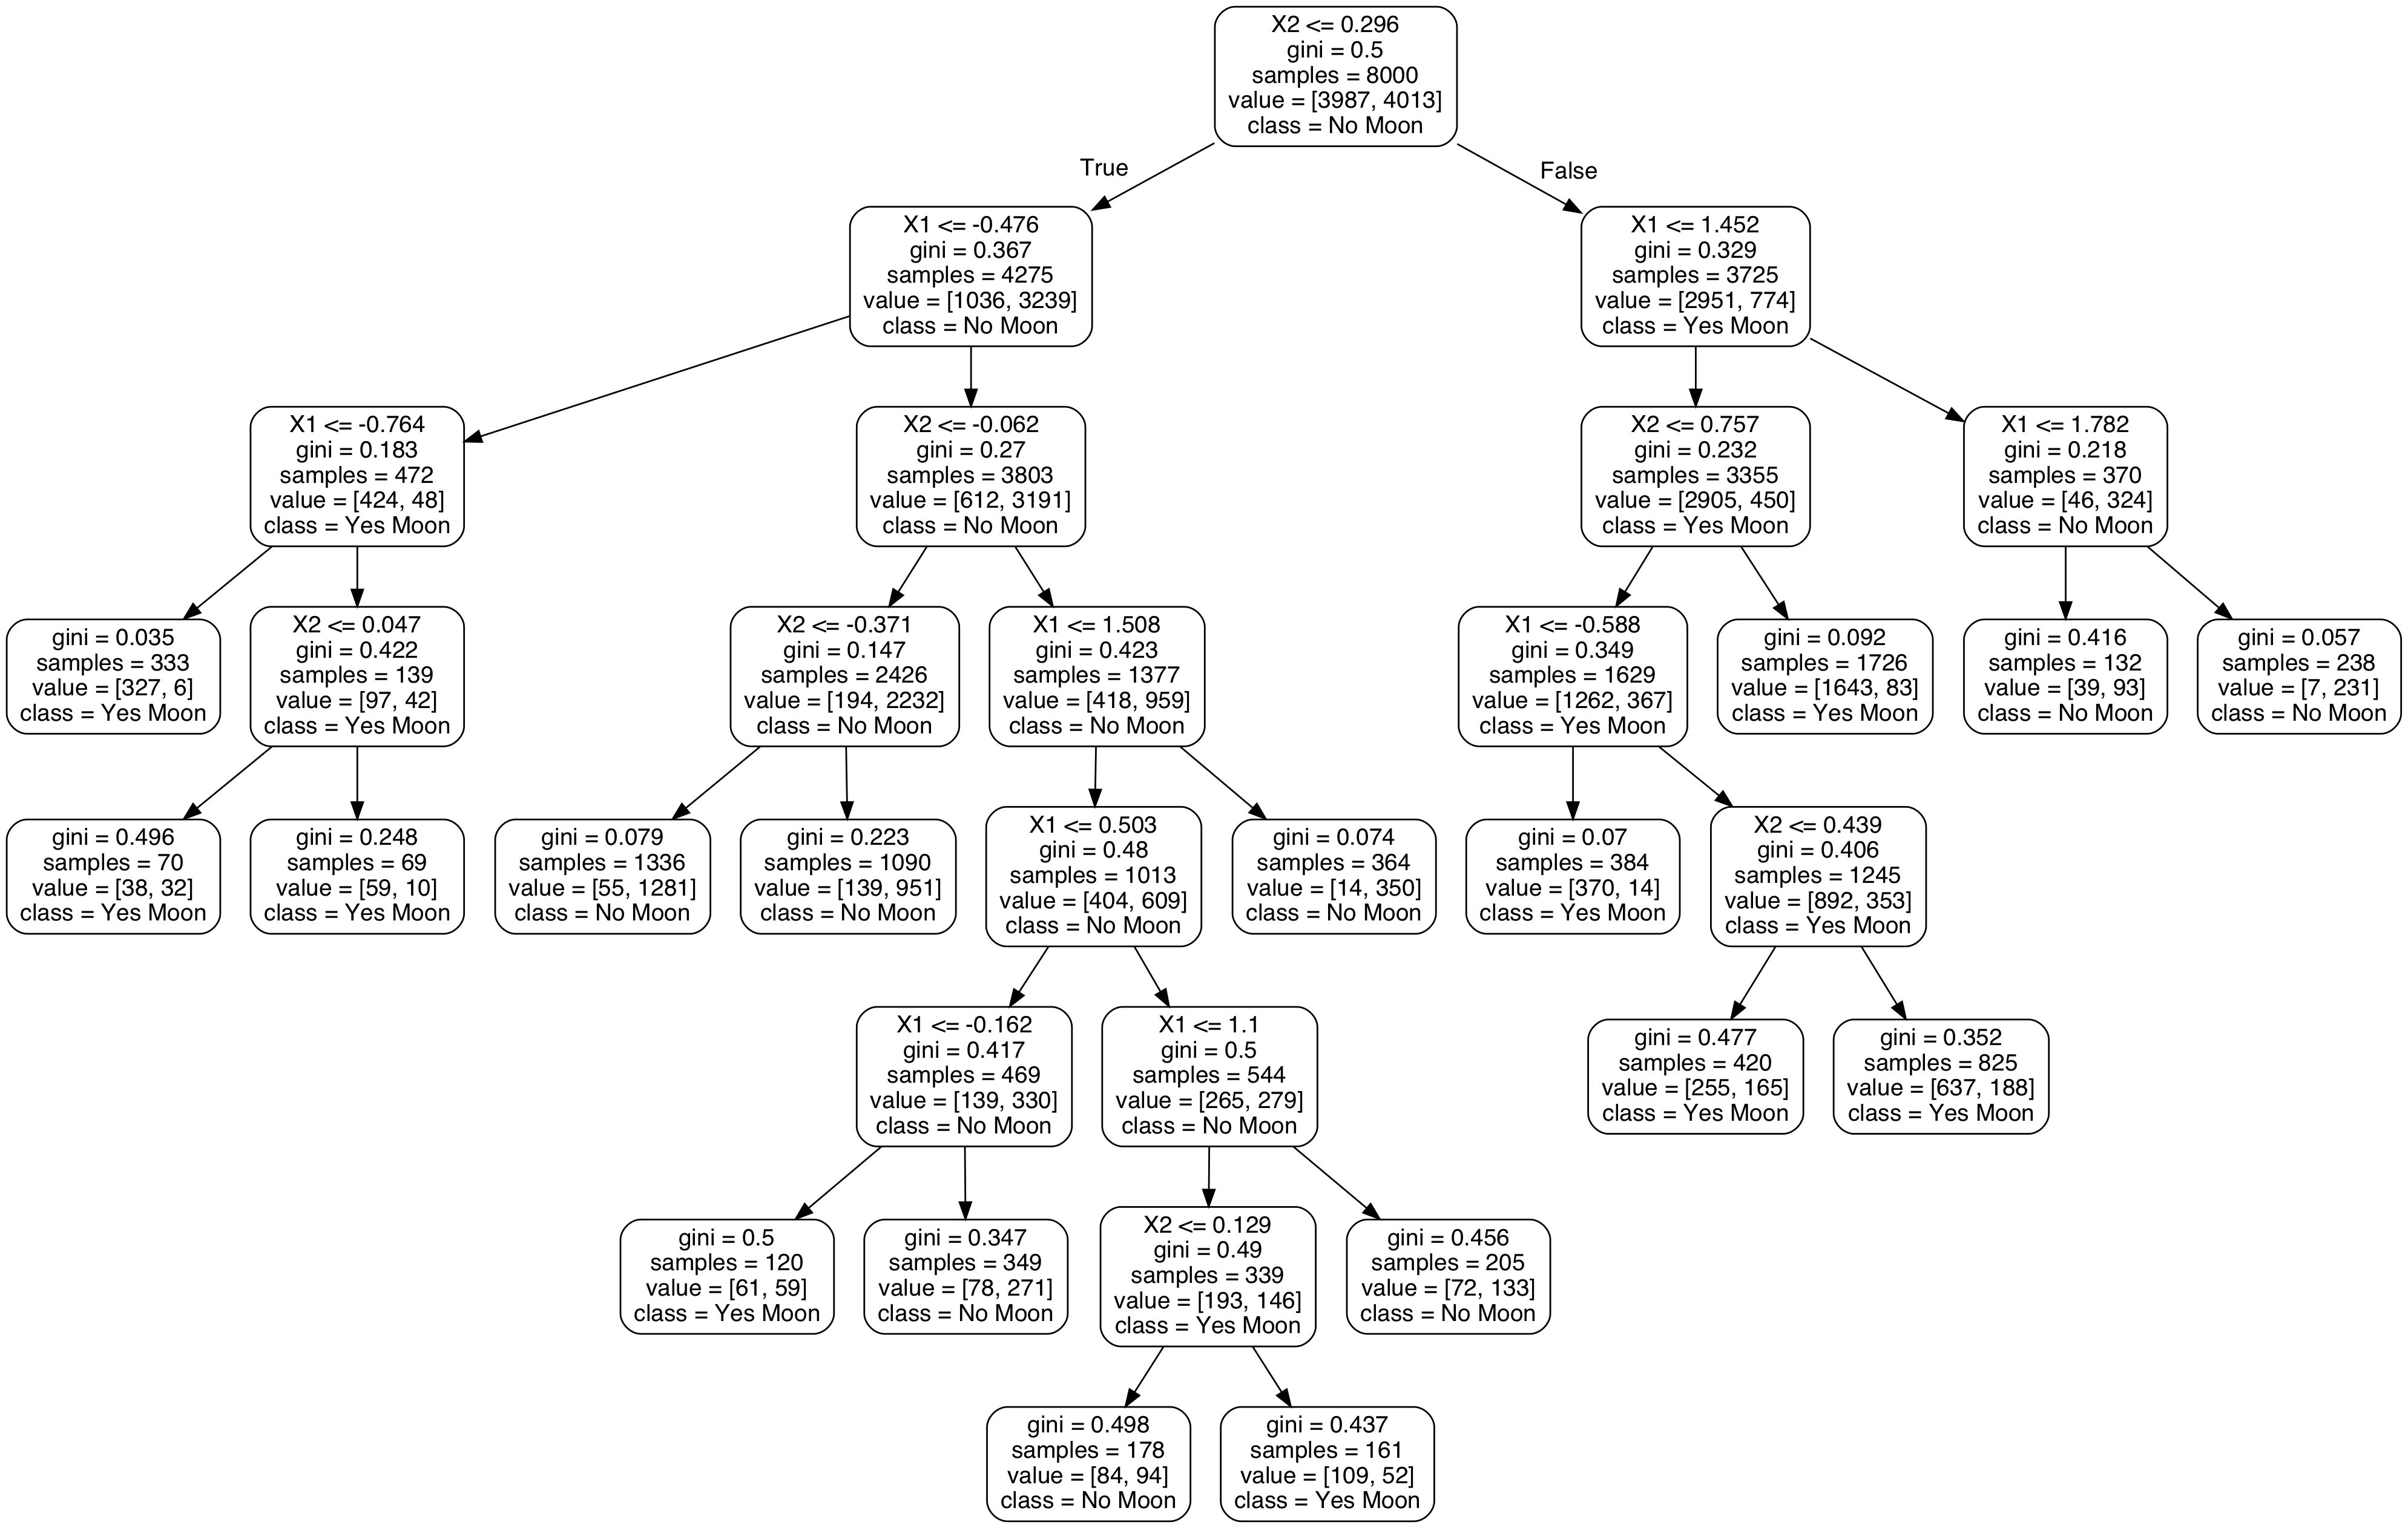 X2 <= 0.296
gini = 0.5
samples = 8000
value = [3987, 4013]
class = No Moon
True
False
X1 <= -0.476
gini = 0.367
samples = 4275
value = [1036, 3239]
class = No Moon
X1 <= 1.452
gini = 0.329
samples = 3725
value = [2951, 774]
class = Yes Moon
X1 <= -0.764
gini = 0.183
samples = 472
value = [424, 48]
class = Yes Moon
X2 <= -0.062
gini = 0.27
samples = 3803
value = [612, 3191]
class = No Moon
X2 <= 0.757
gini = 0.232
samples = 3355
value = [2905, 450]
class = Yes Moon
X1 <= 1.782
gini = 0.218
samples = 370
value = [46, 324]
class = No Moon
gini = 0.035
samples = 333
value = [327, 6]
class = Yes Moon
X2 <= 0.047
gini = 0.422
samples = 139
value = [97, 42]
class = Yes Moon
X2 <= -0.371
gini = 0.147
samples = 2426
value = [194, 2232]
class = No Moon
X1 <= 1.508
gini = 0.423
samples = 1377
value = [418, 959]
class = No Moon
X1 <= -0.588
gini = 0.349
samples = 1629
value = [1262, 367]
class = Yes Moon
gini = 0.092
samples = 1726
value = [1643, 83]
class = Yes Moon
gini = 0.416
samples = 132
value = [39, 93]
class = No Moon
gini = 0.057
samples = 238
value = [7, 231]
class = No Moon
gini = 0.496
samples = 70
value = [38, 32]
class = Yes Moon
gini = 0.248
samples = 69
value = [59, 10]
class = Yes Moon
gini = 0.079
samples = 1336
value = [55, 1281]
class = No Moon
gini = 0.223
samples = 1090
value = [139, 951]
class = No Moon
X1 <= 0.503
gini = 0.48
samples = 1013
value = [404, 609]
class = No Moon
gini = 0.074
samples = 364
value = [14, 350]
class = No Moon
gini = 0.07
samples = 384
value = [370, 14]
class = Yes Moon
X2 <= 0.439
gini = 0.406
samples = 1245
value = [892, 353]
class = Yes Moon
X1 <= -0.162
gini = 0.417
samples = 469
value = [139, 330]
class = No Moon
X1 <= 1.1
gini = 0.5
samples = 544
value = [265, 279]
class = No Moon
gini = 0.477
samples = 420
value = [255, 165]
class = Yes Moon
gini = 0.352
samples = 825
value = [637, 188]
class = Yes Moon
gini = 0.5
samples = 120
value = [61, 59]
class = Yes Moon
gini = 0.347
samples = 349
value = [78, 271]
class = No Moon
X2 <= 0.129
gini = 0.49
samples = 339
value = [193, 146]
class = Yes Moon
gini = 0.456
samples = 205
value = [72, 133]
class = No Moon
gini = 0.498
samples = 178
value = [84, 94]
class = No Moon
gini = 0.437
samples = 161
value = [109, 52]
class = Yes Moon